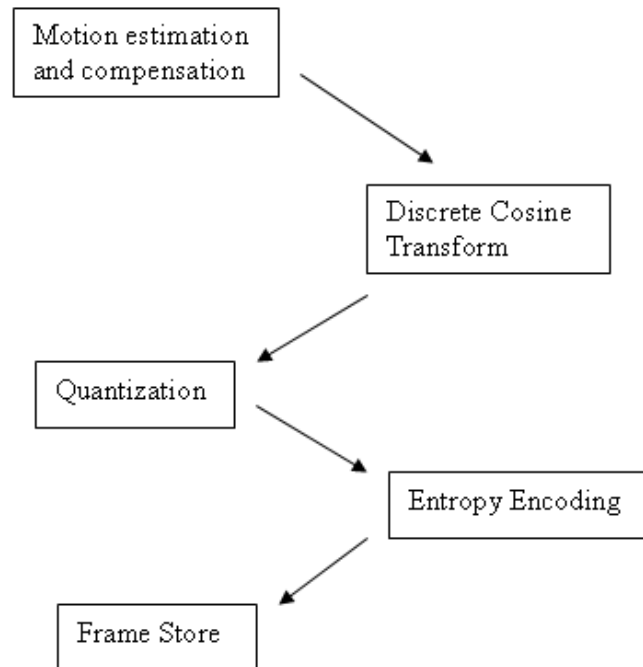 Motion estimation
and compensation
Discrete Cosine
Transform
Quantization
Entropy Encoding
Frame Store